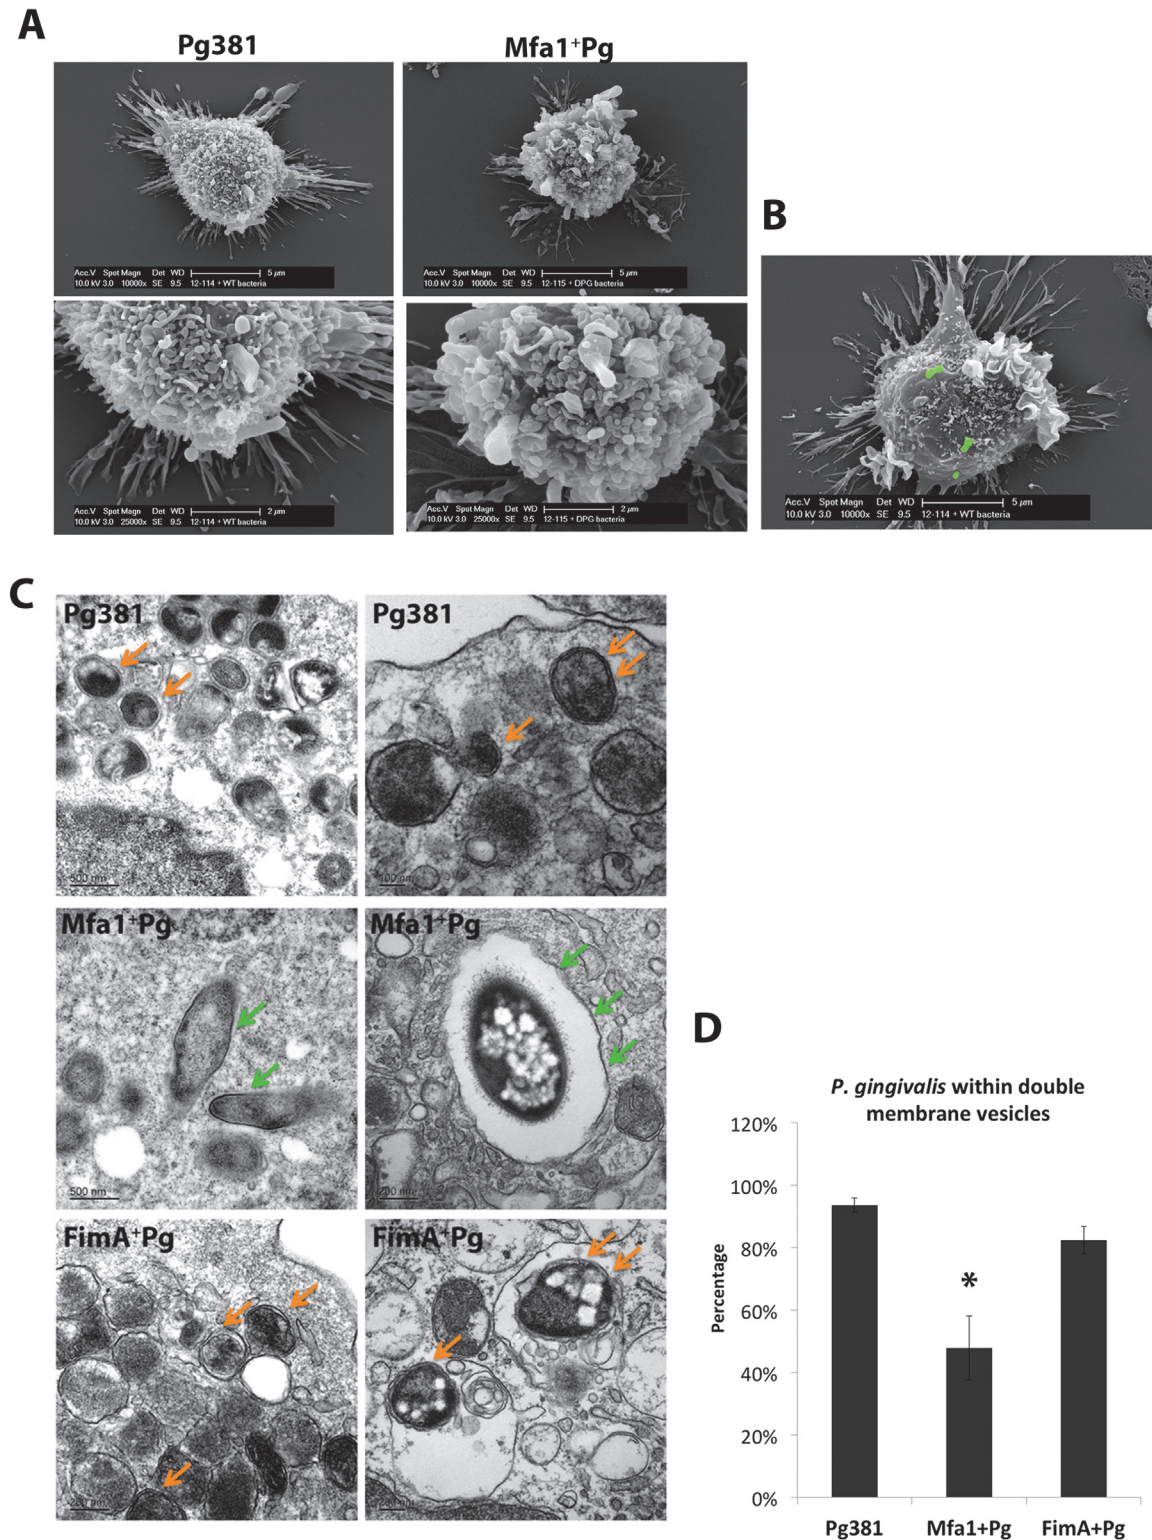 A
Pg381
Mfa1⁺Pg
Acc.V Spot Magn Det WD 5 µm
10.0 kV 3.0 10000x SE 9.5 12-114 + WT bacteria
Acc.V Spot Magn Det WD 5 µm
10.0 kV 3.0 10000x SE 9.5 12-115 + DPG bacteria
Acc.V Spot Magn Det WD 2 µm
10.0 kV 3.0 25000x SE 9.5 12-114 + WT bacteria
Acc.V Spot Magn Det WD 2 µm
10.0 kV 3.0 25000x SE 9.5 12-115 + DPG bacteria
B
Acc.V Spot Magn Det WD 5 µm
10.0 kV 3.0 10000x SE 9.5 12-114 + WT bacteria
C
Pg381
500 nm
Pg381
100 nm
Mfa1⁺Pg
500 nm
Mfa1⁺Pg
200 nm
FimA⁺Pg
200 nm
FimA⁺Pg
200 nm
D
P. gingivalis within double
membrane vesicles
Percentage
120%
100%
80%
60%
40%
20%
0%
*
Pg381
Mfa1+Pg
FimA+Pg